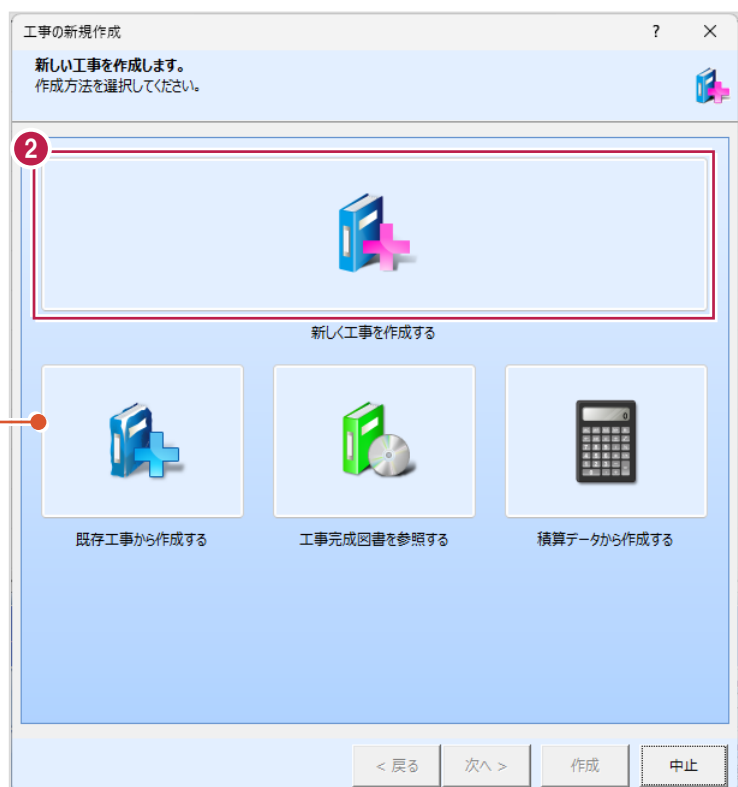 工事の新規作成
? ×
新しい工事を作成します。
作成方法を選択してください。
2
新しく工事を作成する
0
既存工事から作成する
工事完成図書を参照する
積算データから作成する
< 戻る
次へ >
作成
中止